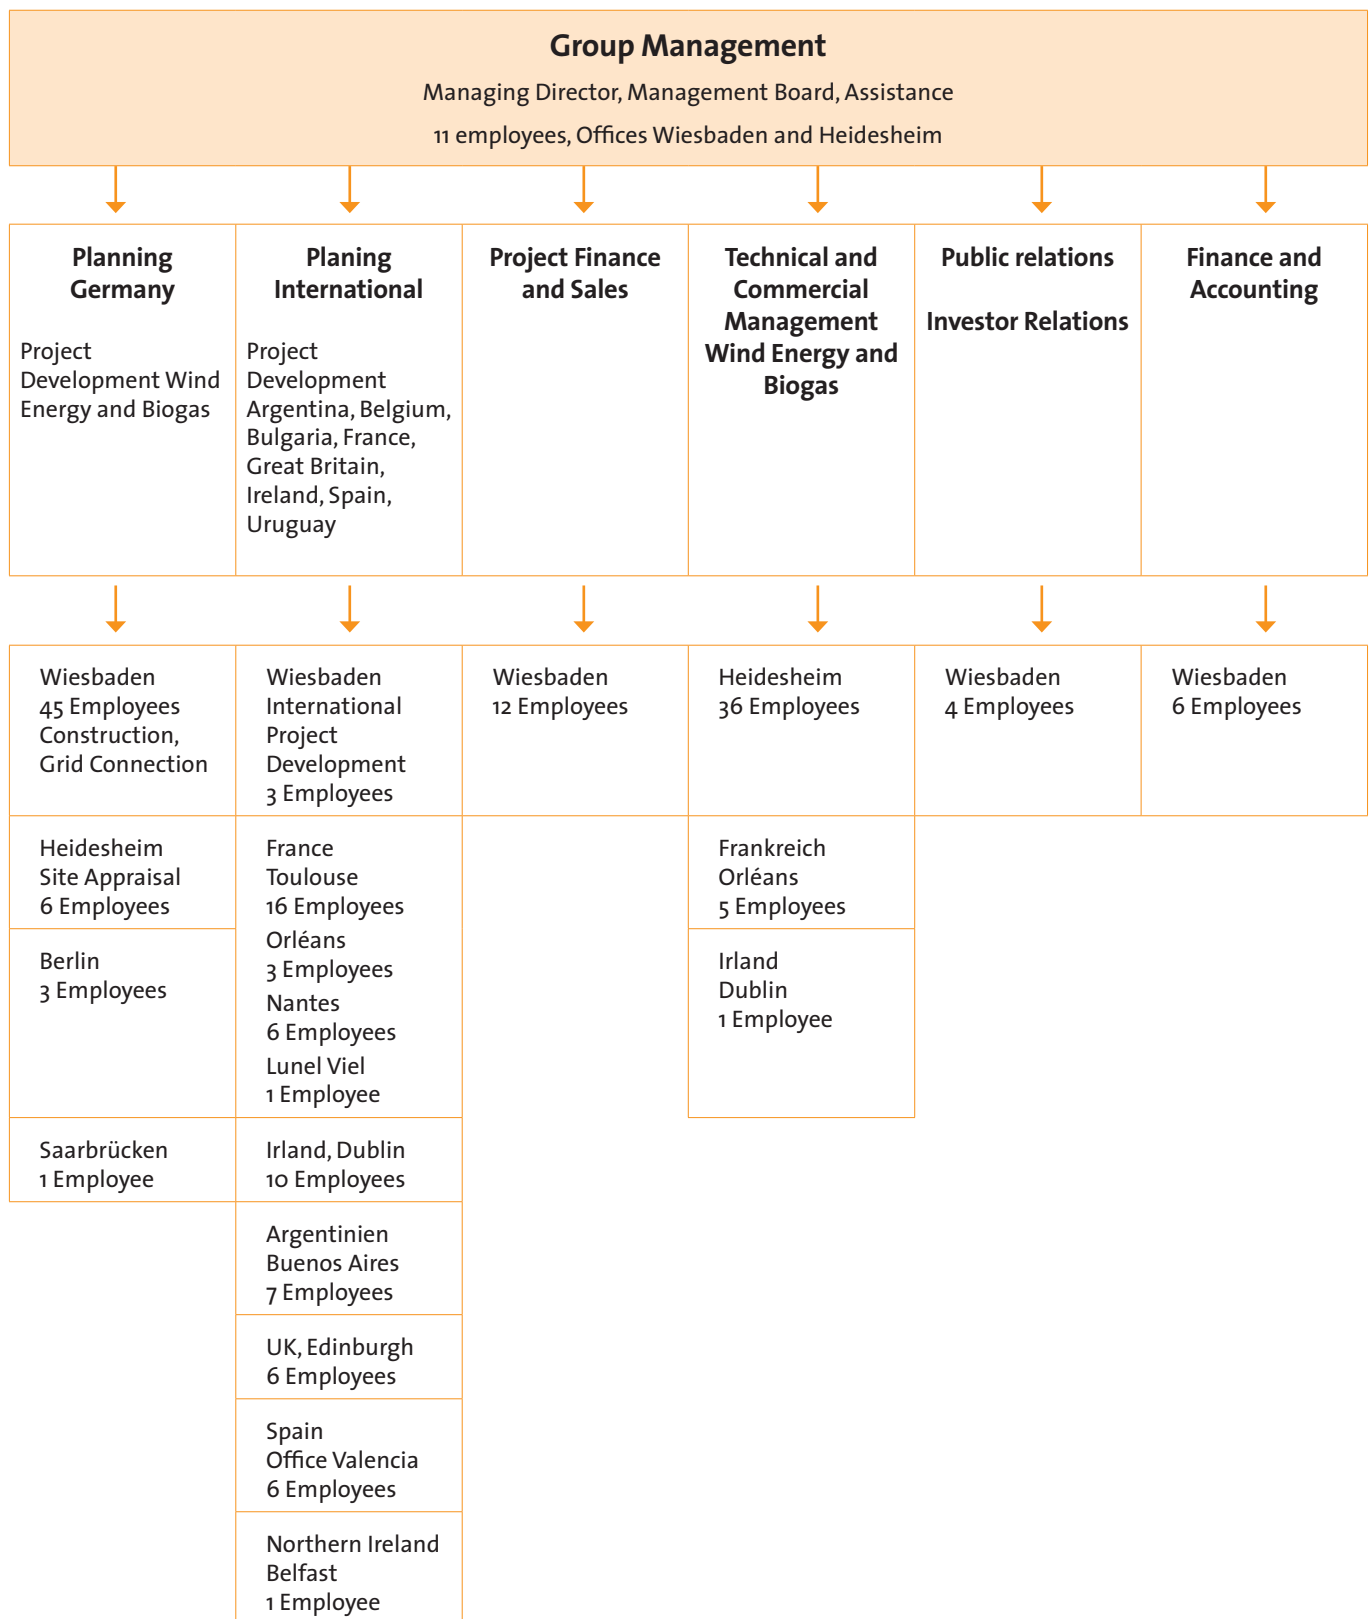 Group Management
Managing Director, Management Board, Assistance
11 employees, Offices Wiesbaden and Heidesheim
Planning
Germany
Project
Development Wind
Energy and Biogas
Planing
International
Project
Development
Argentina, Belgium,
Bulgaria, France,
Great Britain,
Ireland, Spain,
Uruguay
Project Finance
and Sales
Technical and
Commercial
Management
Wind Energy and
Biogas
Public relations
Investor Relations
Finance and
Accounting
Wiesbaden
45 Employees
Construction,
Grid Connection
Wiesbaden
International
Project
Development
3 Employees
Wiesbaden
12 Employees
Heidesheim
36 Employees
Wiesbaden
4 Employees
Wiesbaden
6 Employees
Heidesheim
Site Appraisal
6 Employees
Berlin
3 Employees
Saarbrücken
1 Employee
France
Toulouse
16 Employees
Orléans
3 Employees
Nantes
6 Employees
Lunel Viel
1 Employee
Irland, Dublin
10 Employees
Argentinien
Buenos Aires
7 Employees
UK, Edinburgh
6 Employees
Spain
Office Valencia
6 Employees
Northern Ireland
Belfast
1 Employee
Frankreich
Orléans
5 Employees
Irland
Dublin
1 Employee